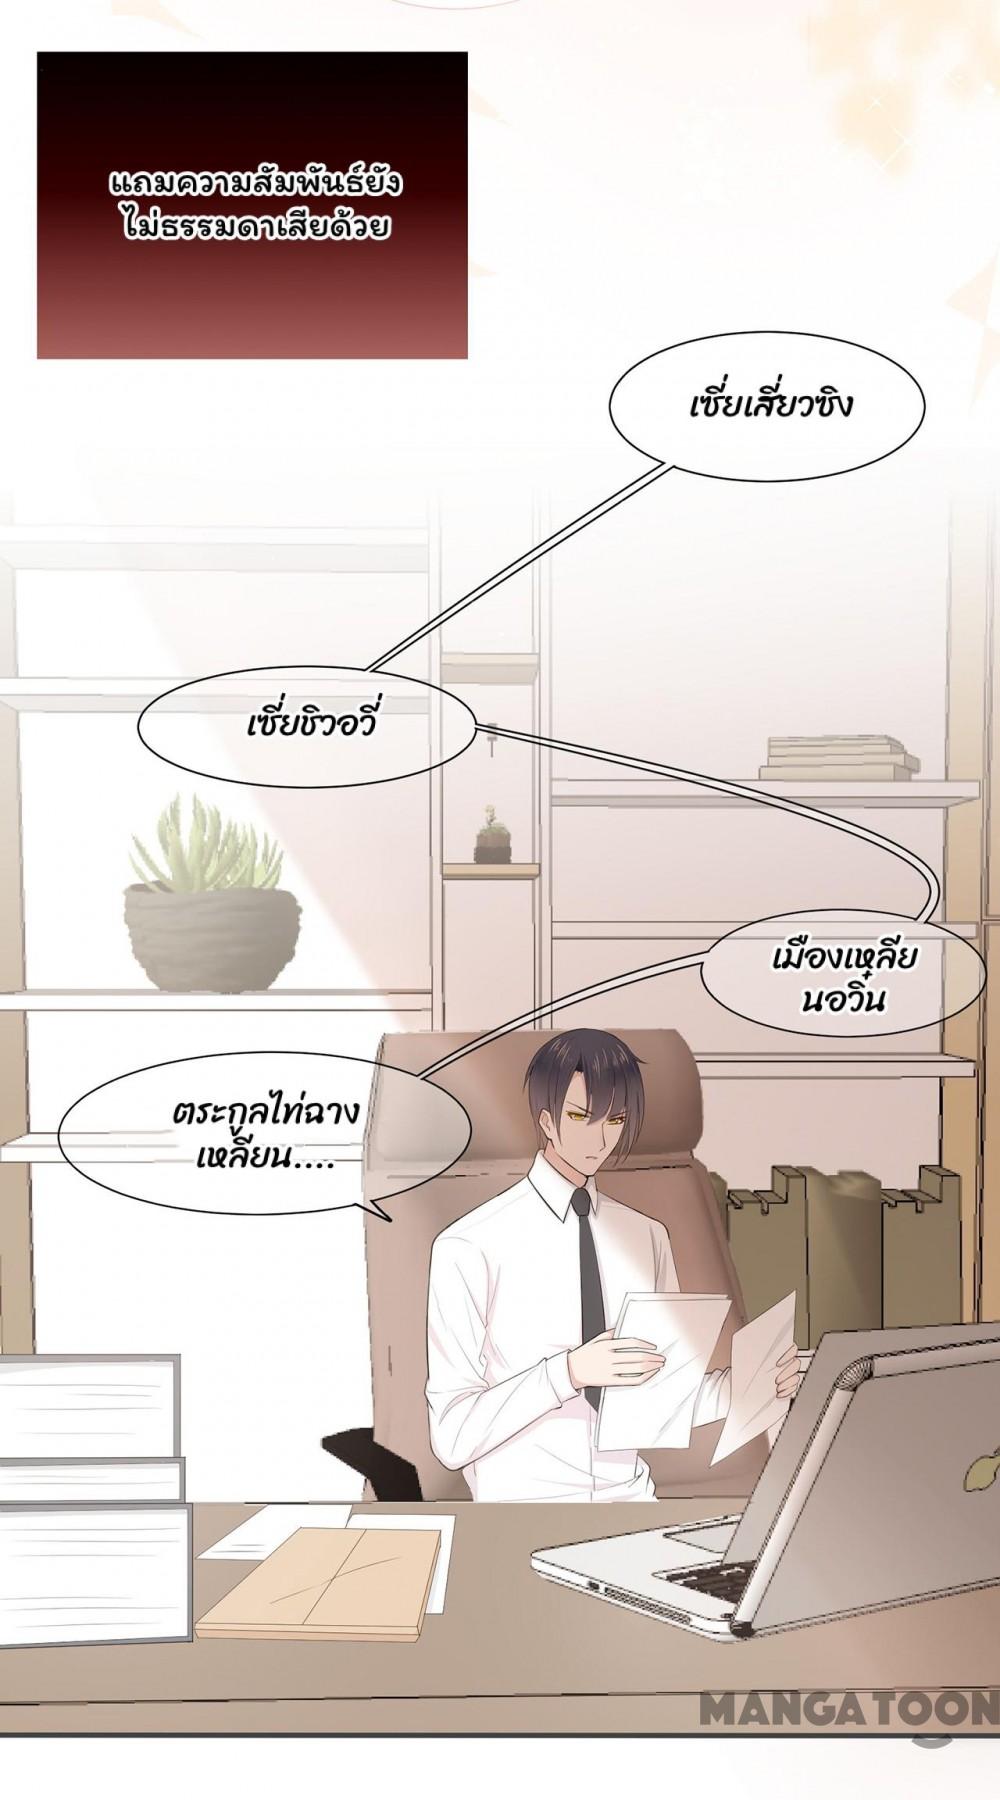 แถมความสัมพันธ์ยัง
ไม่ธรรมดาเสียด้วย
เซี่ยเสี่ยวซิง
เซี่ยชิวอวี่
เมืองเหลีย
นอวิ๋น
ตระกูลไท่ฉาง
เหลียน....
MANGATOON